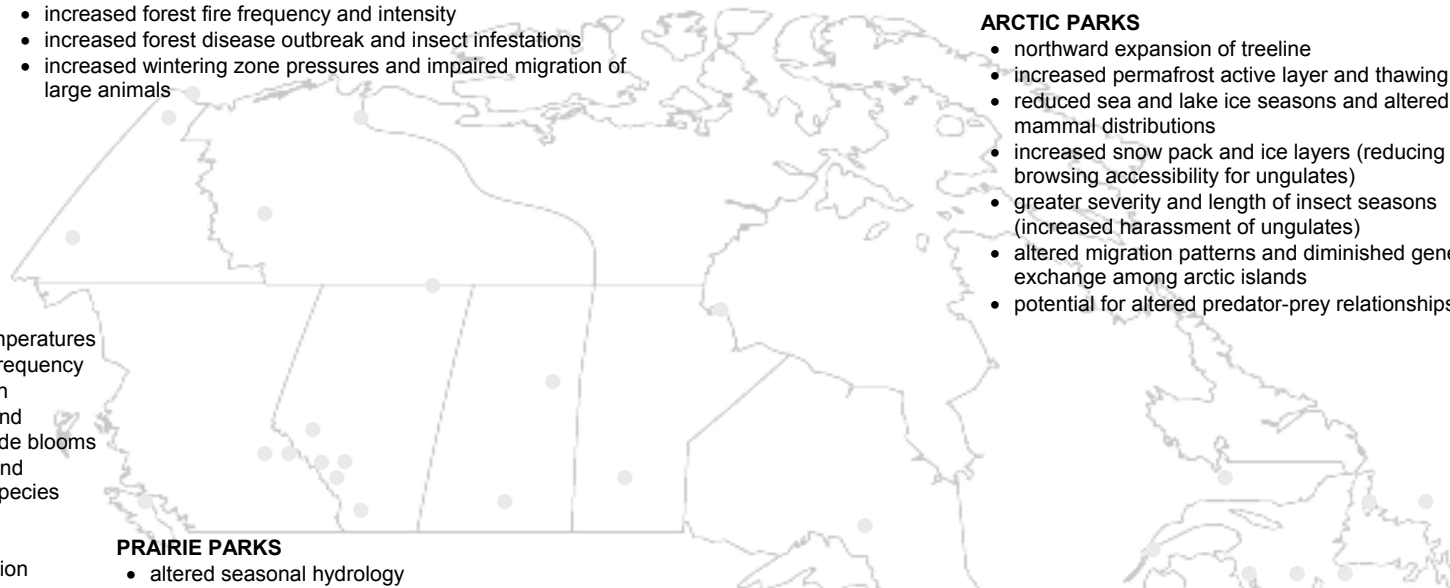 • increased forest fire frequency and intensity
• increased forest disease outbreak and insect infestations
• increased wintering zone pressures and impaired migration of
large animals
ARCTIC PARKS
• northward expansion of treeline
• increased permafrost active layer and thawing
• reduced sea and lake ice seasons and altered
mammal distributions
• increased snow pack and ice layers (reducing
browsing accessibility for ungulates)
• greater severity and length of insect seasons
(increased harassment of ungulates)
• altered migration patterns and diminished gene
exchange among arctic islands
• potential for altered predator-prey relationships
mperatures
requency
n
nd
de blooms
nd
pecies
tion
PRAIRIE PARKS
• altered seasonal hydrology